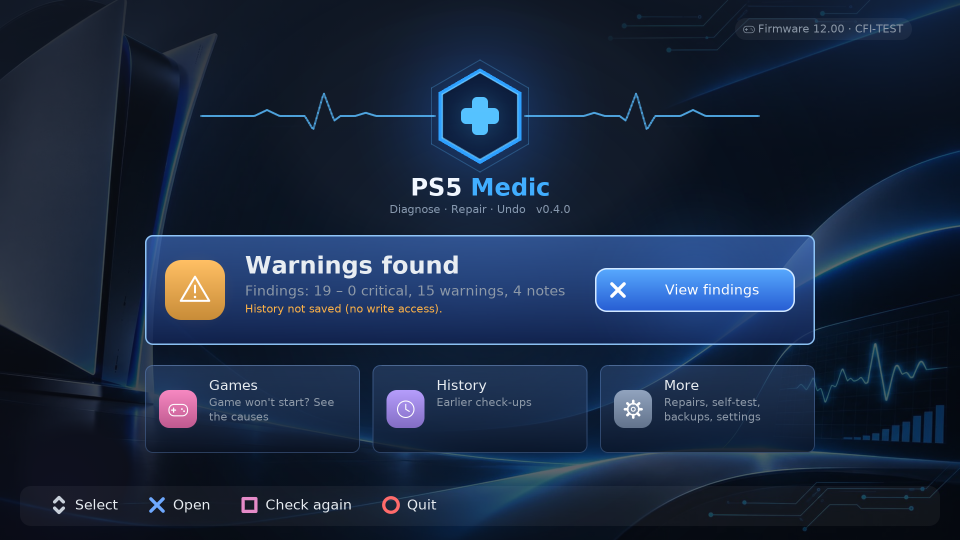 Firmware 12.00 · CFI-TEST
PS5 Medic
Diagnose · Repair · Undo v0.4.0
Warnings found
Findings: 19 – 0 critical, 15 warnings, 4 notes
History not saved (no write access).
View findings
Games
Game won't start? See
the causes
History
Earlier check-ups
More
Repairs, self-test,
backups, settings
Select
Open
Check again
Quit